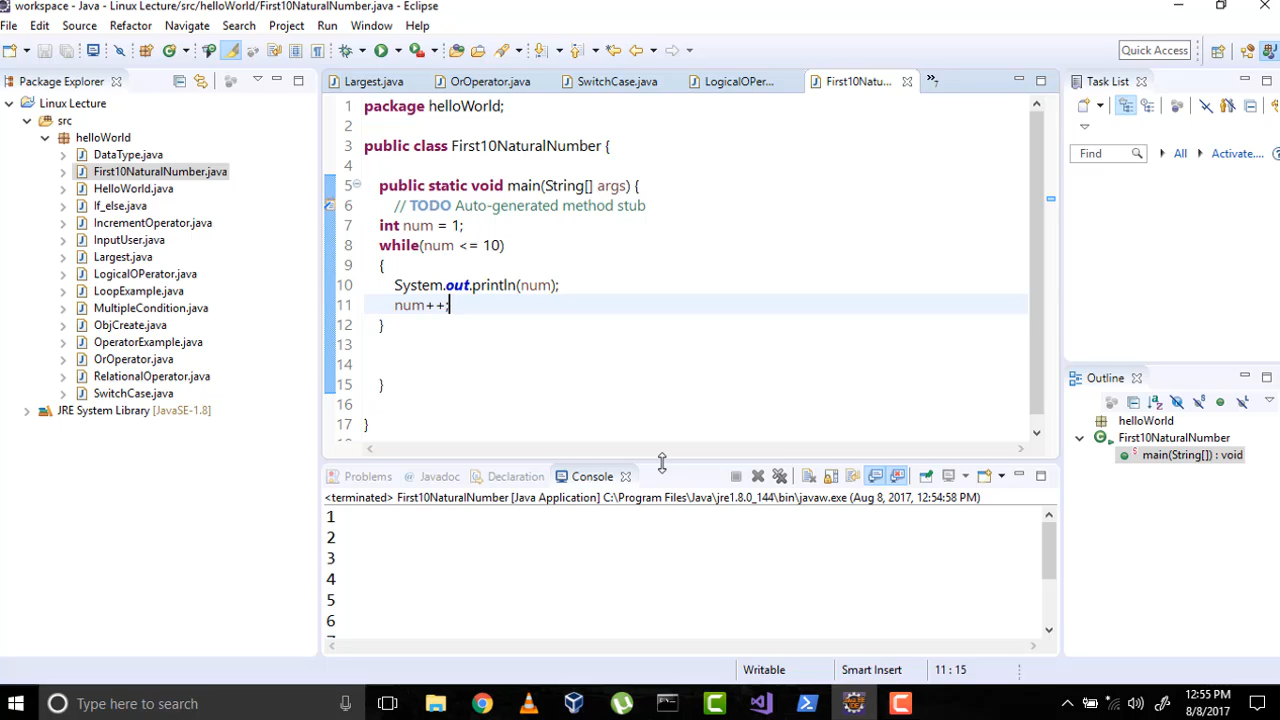 workspace - Java - Linux Lecture/src/helloWorld/First10NaturalNumber.java - Eclipse
File Edit Source Refactor Navigate Search Project Run Window Help
Quick Access
Package Explorer
Largest.java
OrOperator.java
SwitchCase.java
LogicalOPer...
First10Natu...
»7
Task List
Linux Lecture
src
helloWorld
DataType.java
First10NaturalNumber.java
HelloWorld.java
If_else.java
IncrementOperator.java
InputUser.java
Largest.java
LogicalOPerator.java
LoopExample.java
MultipleCondition.java
ObjCreate.java
OperatorExample.java
OrOperator.java
RelationalOperator.java
SwitchCase.java
JRE System Library [JavaSE-1.8]
1 package helloWorld;
2
3 public class First10NaturalNumber {
4
5 public static void main(String[] args) {
6 // TODO Auto-generated method stub
7 int num = 1;
8 while(num <= 10)
9 {
10 System.out.println(num);
11 num++;
12 }
13
14
15 }
16
17 }
Find All Activate...
Outline
helloWorld
First10NaturalNumber
main(String[]) : void
Problems Javadoc Declaration Console
<terminated> First10NaturalNumber [Java Application] C:\Program Files\Java\jre1.8.0_144\bin\javaw.exe (Aug 8, 2017, 12:54:58 PM)
1
2
3
4
5
6
Writable Smart Insert 11 : 15
Type here to search
12:55 PM
8/8/2017